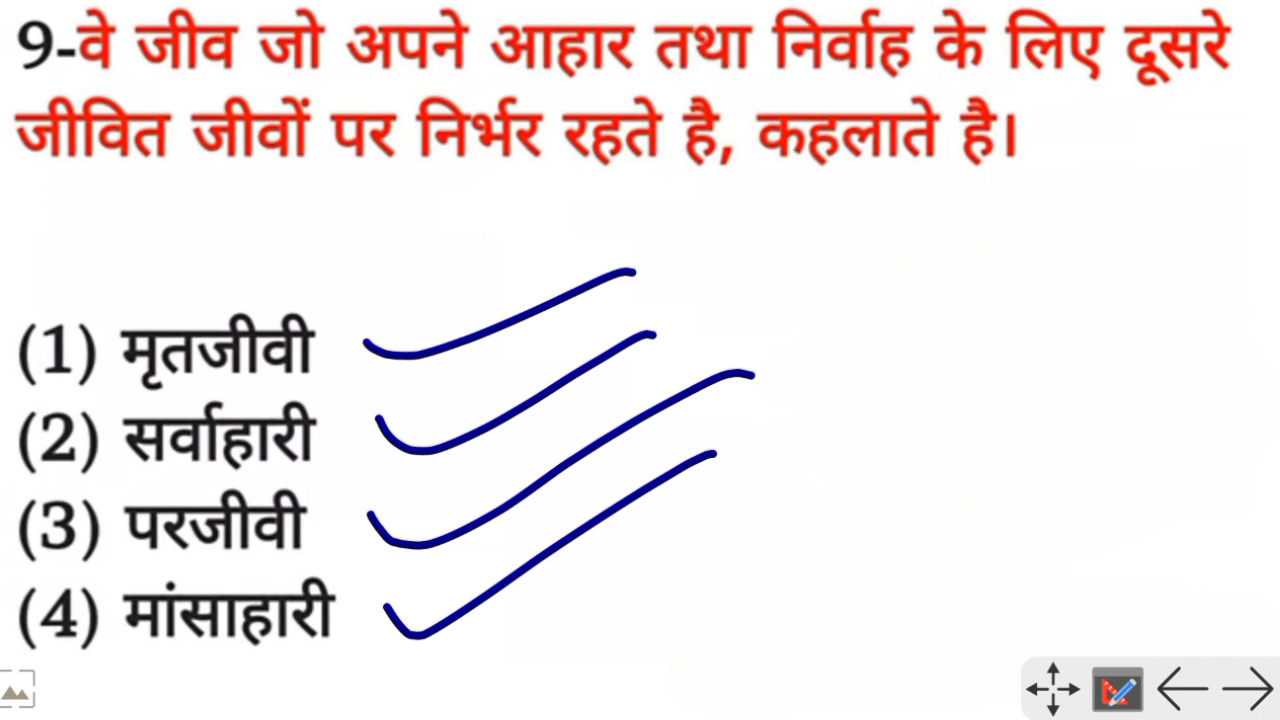 9-वे जीव जो अपने आहार तथा निर्वाह के लिए दूसरे
जीवित जीवों पर निर्भर रहते है, कहलाते है।
(1) मृतजीवी
(2) सर्वाहारी
(3) परजीवी
(4) मांसाहारी